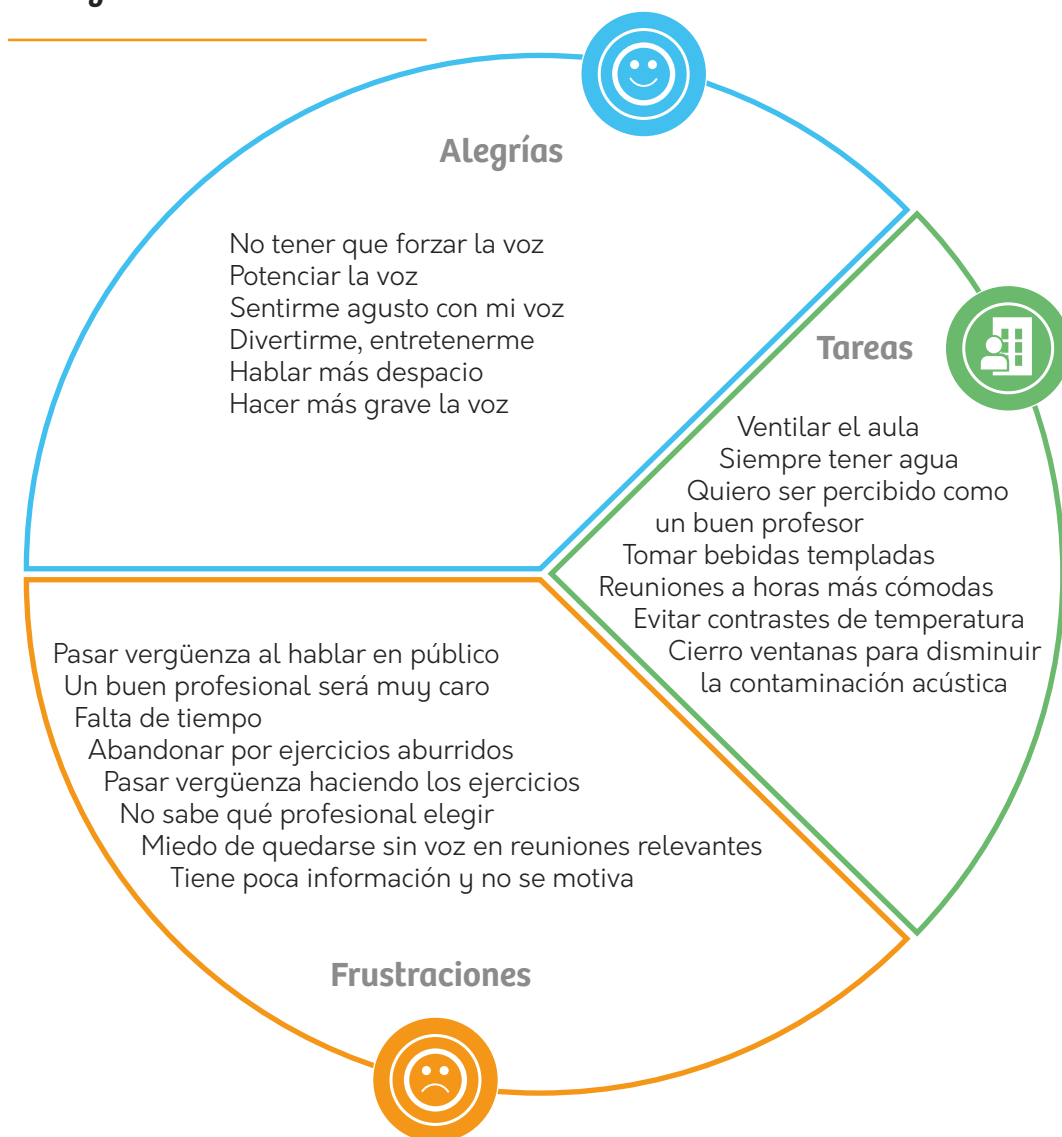 Alegrías
No tener que forzar la voz
Potenciar la voz
Sentirme agusto con mi voz
Divertirme, entretenerme
Hablar más despacio
Hacer más grave la voz
Tareas
Ventilar el aula
Siempre tener agua
Quiero ser percibido como
un buen profesor
Tomar bebidas templadas
Reuniones a horas más cómodas
Evitar contrastes de temperatura
Cierro ventanas para disminuir
la contaminación acústica
Pasar vergüenza al hablar en público
Un buen profesional será muy caro
Falta de tiempo
Abandonar por ejercicios aburridos
Pasar vergüenza haciendo los ejercicios
No sabe qué profesional elegir
Miedo de quedarse sin voz en reuniones relevantes
Tiene poca información y no se motiva
Frustraciones